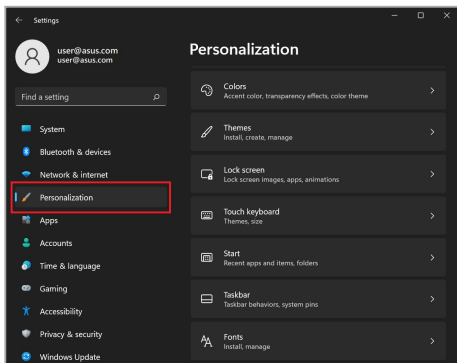 Settings
user@asus.com
user@asus.com
Find a setting
System
Bluetooth & devices
Network & internet
Personalization
Apps
Accounts
Time & language
Gaming
Accessibility
Privacy & security
Windows Update
Personalization
Colors
Accent color, transparency effects, color theme
Themes
Install, create, manage
Lock screen
Lock screen images, apps, animations
Touch keyboard
Themes, size
Start
Recent apps and items, folders
Taskbar
Taskbar behaviors, system pins
Fonts
Install, manage